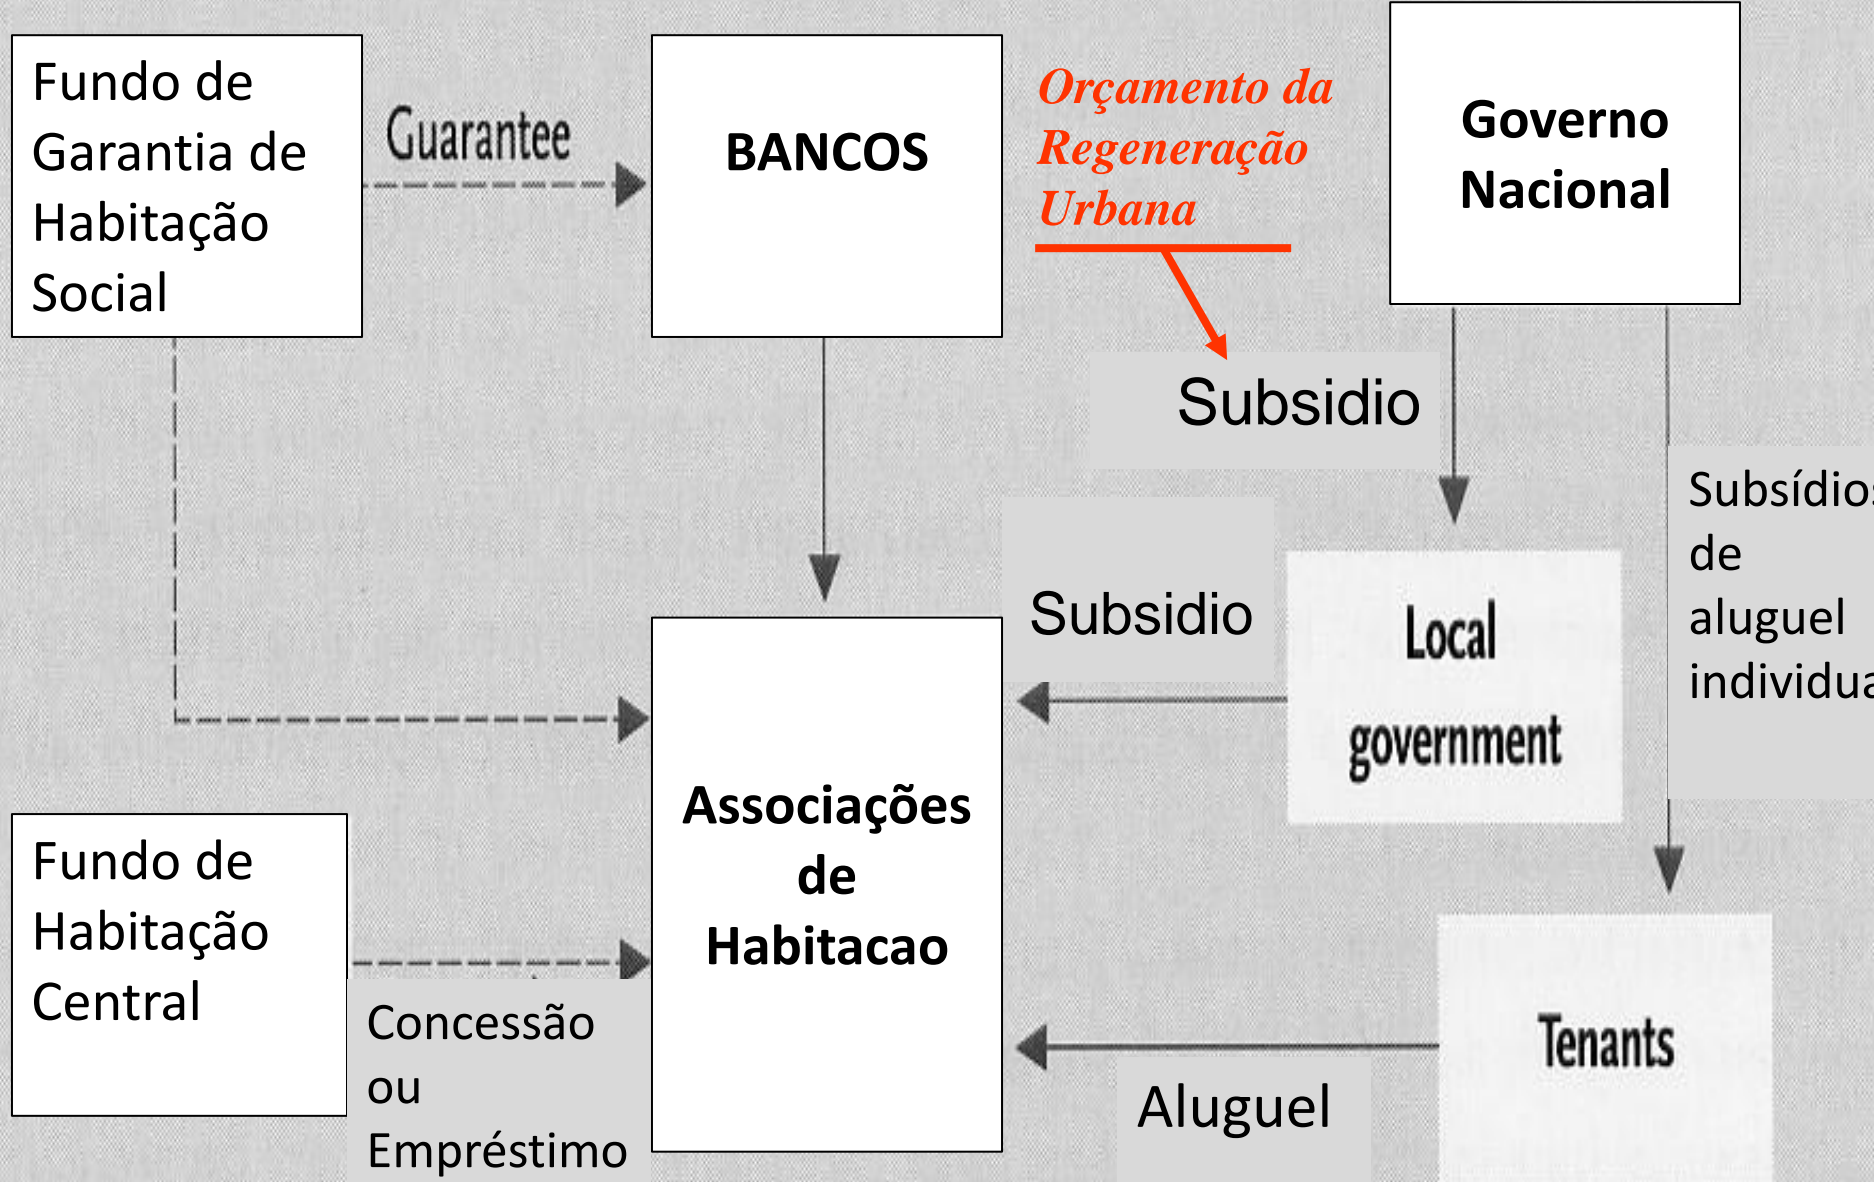 Fundo de
Garantia de
Habitação
Social
Guarantee
BANCOS
Orçamento da
Regeneração
Urbana
Governo
Nacional
Subsidio
Subsídios
de
aluguel
Subsidio
Local
government
Associações
de
Habitacao
Fundo de
Habitação
Central
Concessão
ou
Empréstimo
Aluguel
Tenants